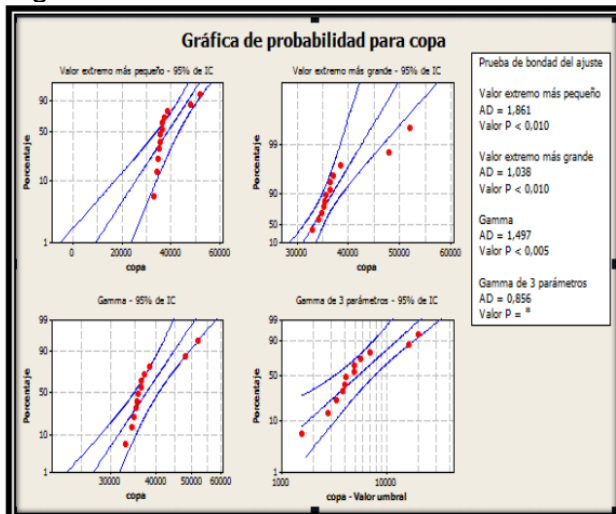 Gráfica de probabilidad para copa
Valor extremo más pequeño - 95% de IC
Porcentaje
90
50
10
1
0
20000
40000
60000
copa
Valor extremo más grande - 95% de IC
Porcentaje
99
90
50
10
30000
40000
50000
60000
copa
Gamma - 95% de IC
Porcentaje
99
90
50
10
1
30000
40000
50000
60000
copa
Gamma de 3 parámetros - 95% de IC
Porcentaje
99
90
50
10
1
1000
10000
copa - Valor umbral
Prueba de bondad del ajuste
Valor extremo más pequeño
AD = 1,861
Valor P < 0,010
Valor extremo más grande
AD = 1,038
Valor P < 0,010
Gamma
AD = 1,497
Valor P < 0,005
Gamma de 3 parámetros
AD = 0,856
Valor P = *